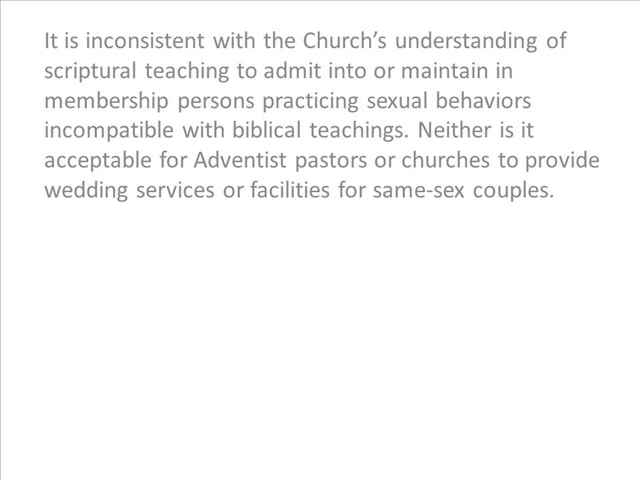 It is inconsistent with the Church’s understanding of
scriptural teaching to admit into or maintain in
membership persons practicing sexual behaviors
incompatible with biblical teachings. Neither is it
acceptable for Adventist pastors or churches to provide
wedding services or facilities for same-sex couples.